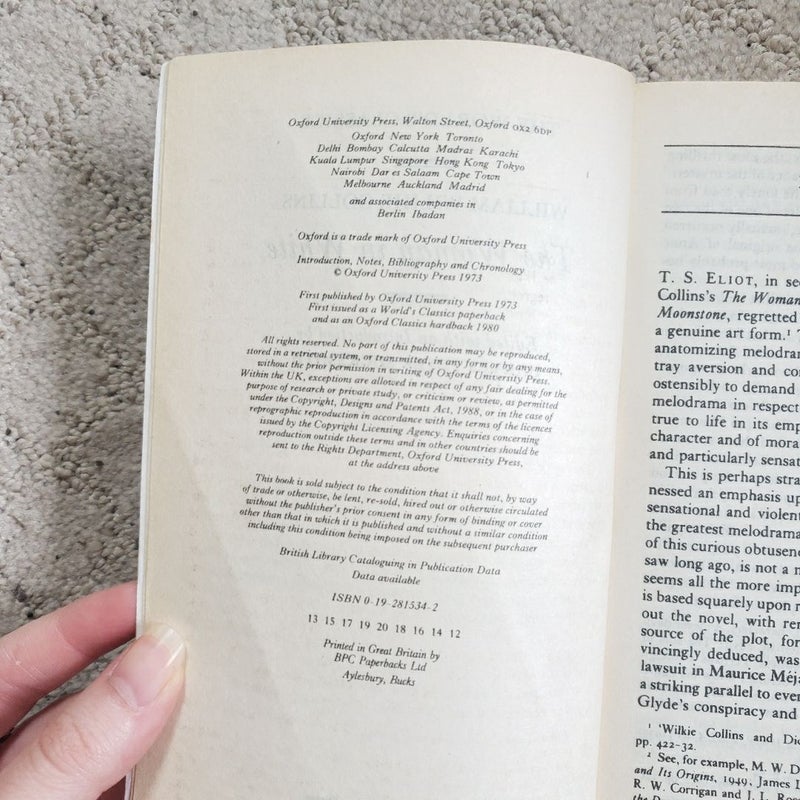 Oxford University Press, Walton Street, Oxford OX2 6DP
Oxford New York Toronto
Delhi Bombay Calcutta Madras Karachi
Kuala Lumpur Singapore Hong Kong Tokyo
Nairobi Dar es Salaam Cape Town
Melbourne Auckland Madrid
and associated companies in
Berlin Ibadan
Oxford is a trade mark of Oxford University Press
Introduction, Notes, Bibliography and Chronology
© Oxford University Press 1973
First published by Oxford University Press 1973
First issued as a World's Classics paperback
and as an Oxford Classics hardback 1980
All rights reserved. No part of this publication may be reproduced,
stored in a retrieval system, or transmitted, in any form or by any means,
without the prior permission in writing of Oxford University Press.
Within the UK, exceptions are allowed in respect of any fair dealing for the
purpose of research or private study, or criticism or review, as permitted
under the Copyright, Designs and Patents Act, 1988, or in the case of
reprographic reproduction in accordance with the terms of the licences
issued by the Copyright Licensing Agency. Enquiries concerning
reproduction outside these terms and in other countries should be
sent to the Rights Department, Oxford University Press,
at the address above
This book is sold subject to the condition that it shall not, by way
of trade or otherwise, be lent, re-sold, hired out or otherwise circulated
without the publisher's prior consent in any form of binding or cover
other than that in which it is published and without a similar condition
including this condition being imposed on the subsequent purchaser
British Library Cataloguing in Publication Data
Data available
ISBN 0-19-281534-2
13 15 17 19 20 18 16 14 12
Printed in Great Britain by
BPC Paperbacks Ltd
Aylesbury, Bucks
T. S. ELIOT, in
Collins's The
Moonstone, regretted
a genuine art form.¹
anatomizing
tray aversion and
ostensibly to demand
melodrama in respect
true to life in its
character and of
and particularly
This is perhaps
nessed an emphasis
sensational and
the greatest
of this curious
saw long ago, is not a
seems all the more
is based squarely upon
out the novel, with
source of the plot, for
vincingly deduced, was
lawsuit in Maurice
a striking parallel to
Glyde's conspiracy and
¹ 'Wilkie Collins and
pp. 422-32.
² See, for example, M. W.
and Its Origins, 1949, James
R. W. Corrigan and J. L.